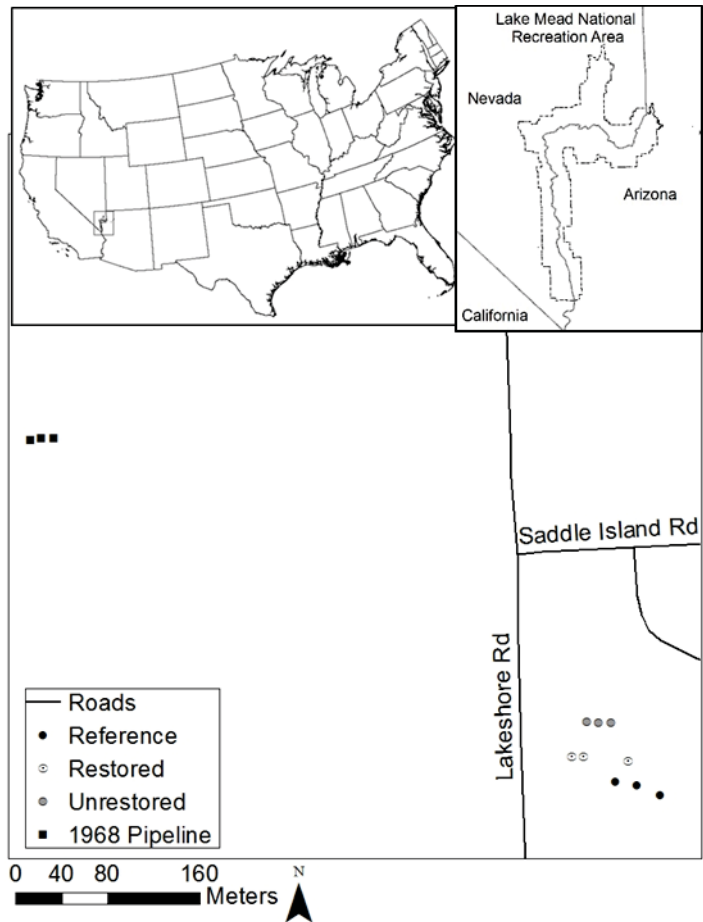 Lake Mead National
Recreation Area
Nevada
Arizona
California
Saddle Island Rd
Lakeshore Rd
Roads
Reference
Restored
Unrestored
1968 Pipeline
0 40 80 160
Meters
N